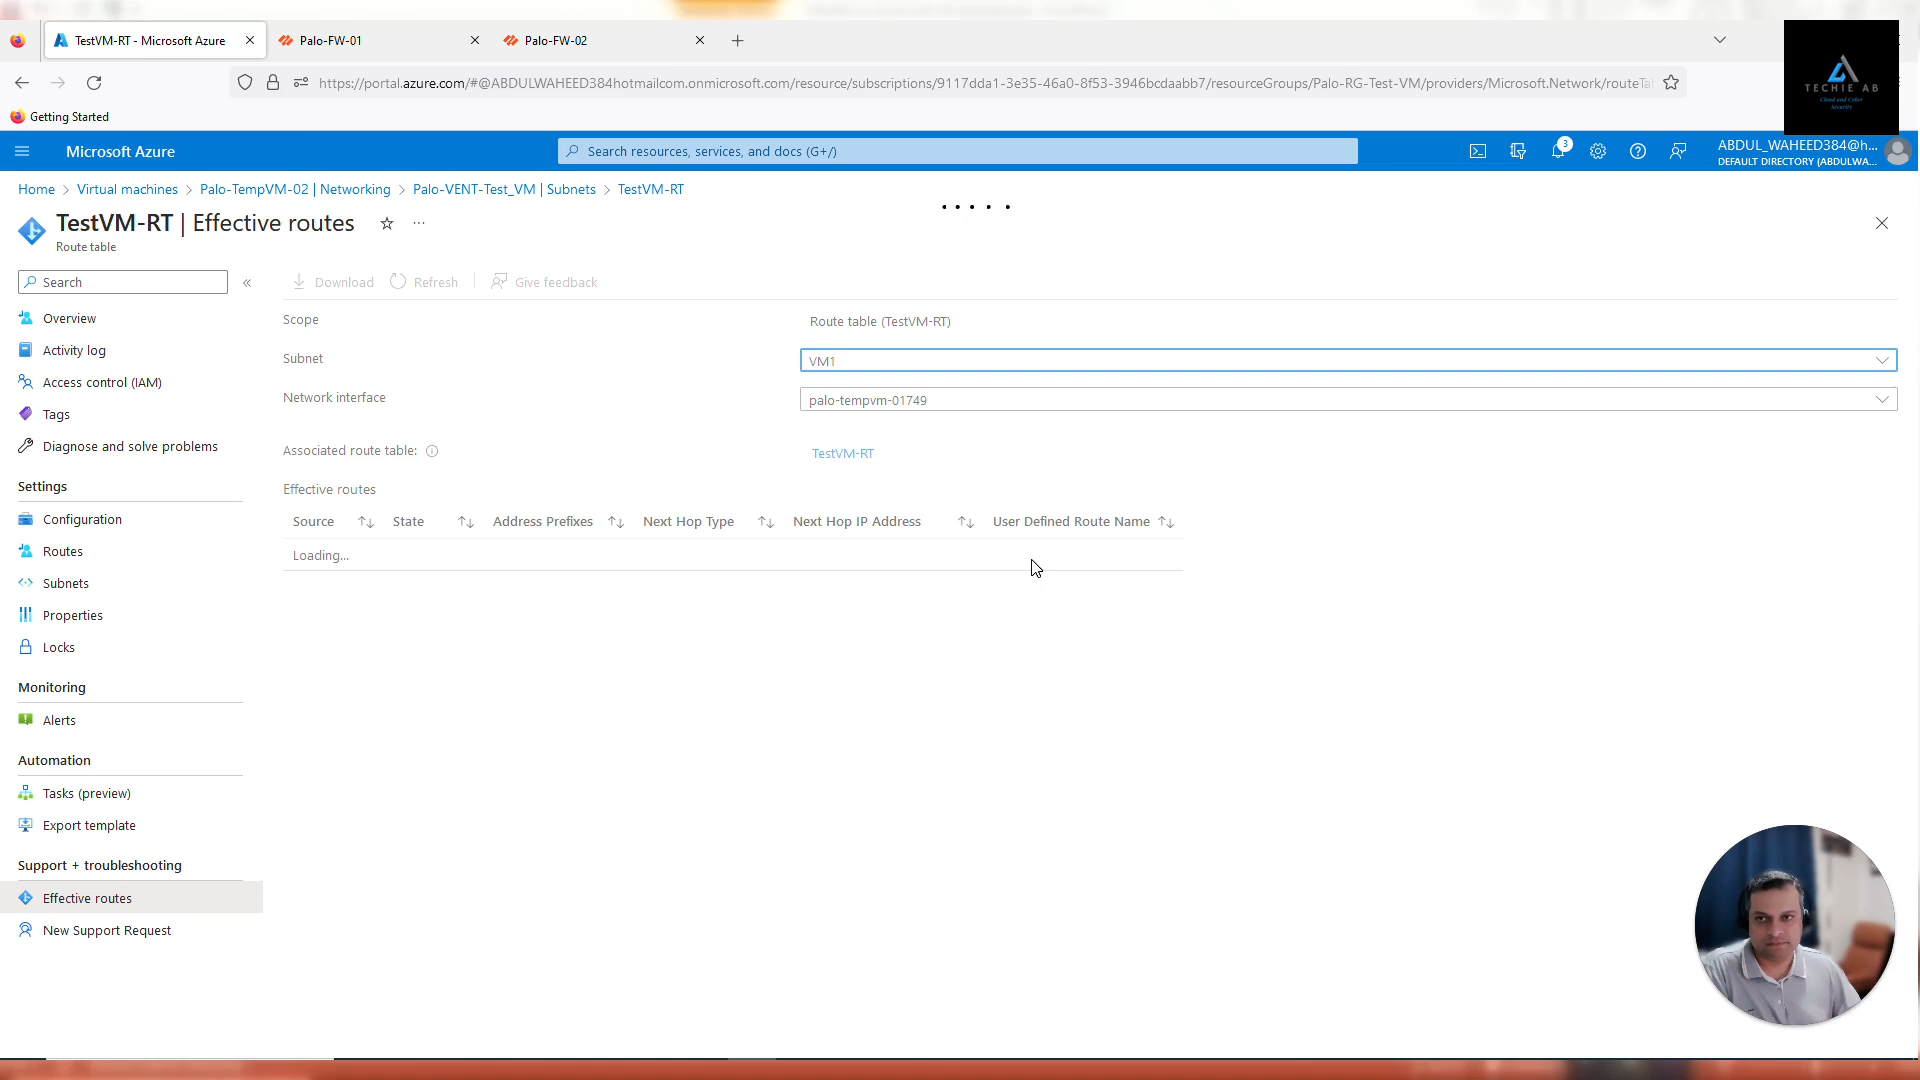 TestVM-RT - Microsoft Azure
Palo-FW-01
Palo-FW-02
https://portal.azure.com/#@ABDULWAHEED384hotmailcom.onmicrosoft.com/resource/subscriptions/9117dda1-3e35-46a0-8f53-3946bcdaabb7/resourceGroups/Palo-RG-Test-VM/providers/Microsoft.Network/routeTa
TECHIE AB
Cloud and Cyber
Security
Getting Started
Microsoft Azure
Search resources, services, and docs (G+/)
3
ABDUL_WAHEED384@h...
DEFAULT DIRECTORY (ABDULWA...
Home > Virtual machines > Palo-TempVM-02 | Networking > Palo-VENT-Test_VM | Subnets > TestVM-RT
TestVM-RT | Effective routes
Route table
Search
Download
Refresh
Give feedback
Overview
Activity log
Access control (IAM)
Tags
Diagnose and solve problems
Settings
Configuration
Routes
Subnets
Properties
Locks
Monitoring
Alerts
Automation
Tasks (preview)
Export template
Support + troubleshooting
Effective routes
New Support Request
Scope
Route table (TestVM-RT)
Subnet
VM1
Network interface
palo-tempvm-01749
Associated route table:
TestVM-RT
Effective routes
Source State Address Prefixes Next Hop Type Next Hop IP Address User Defined Route Name
Loading...